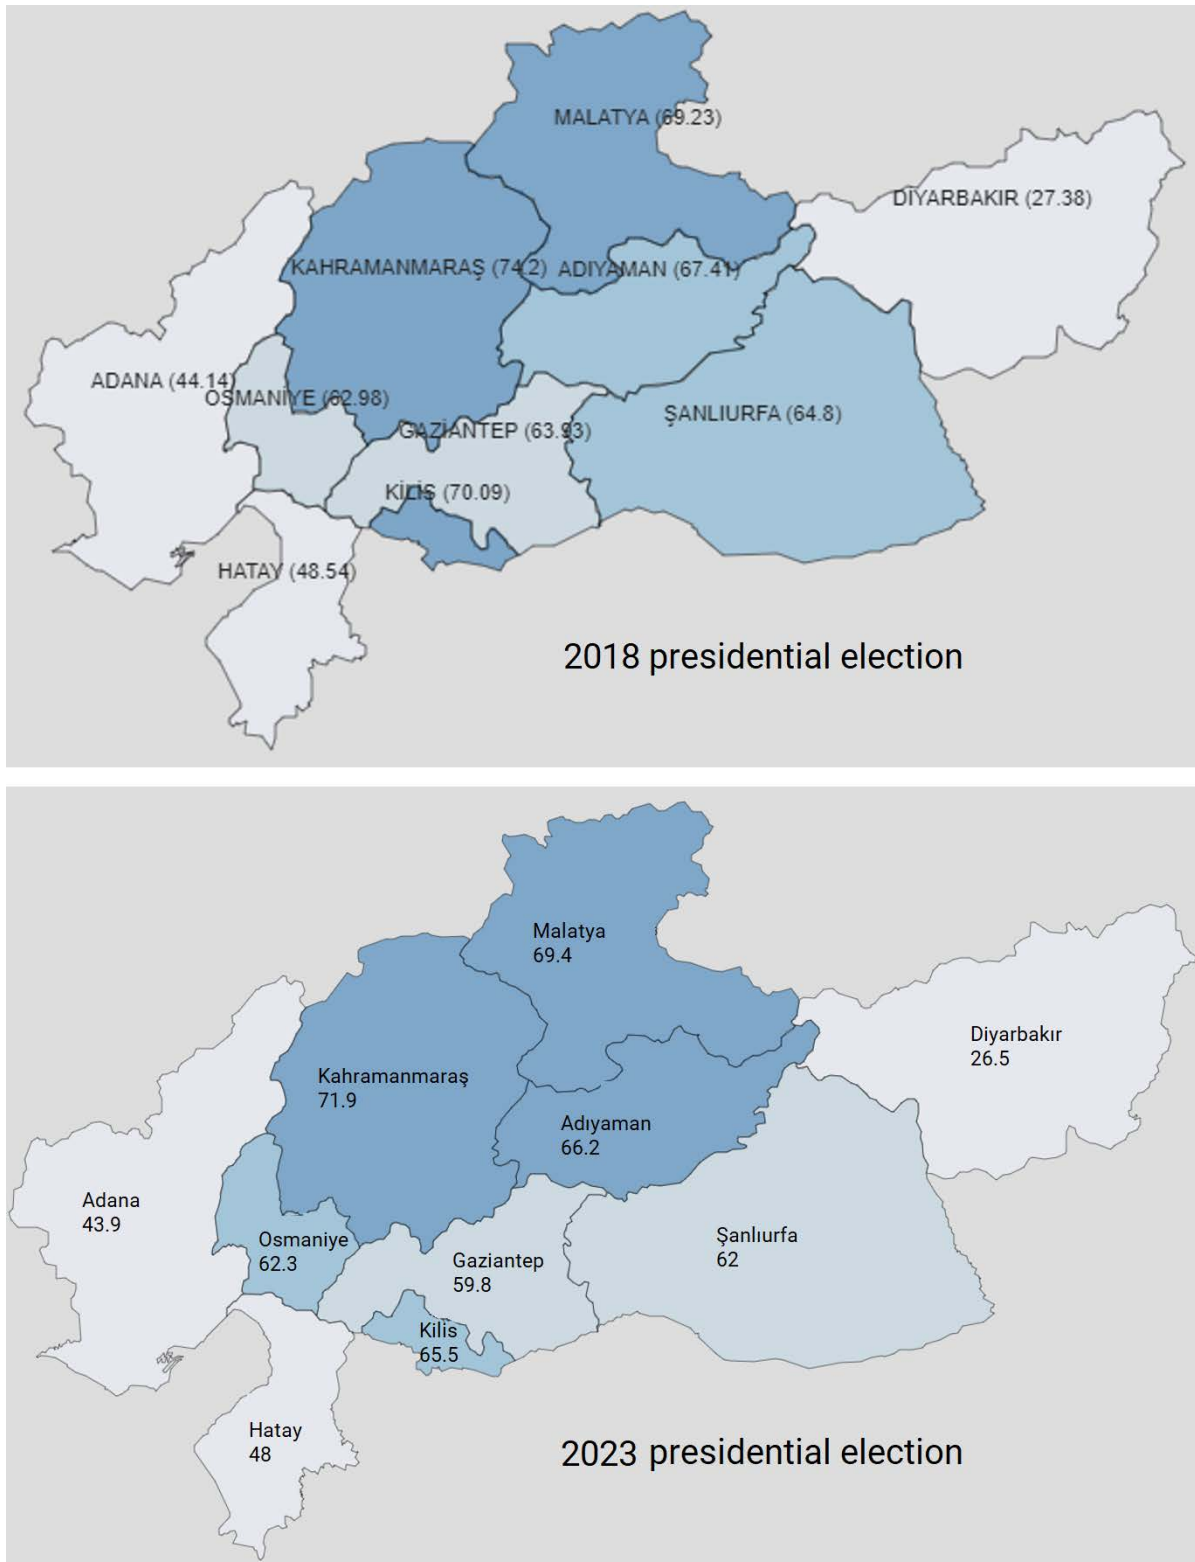 MALATYA (69.23)
DİYARBAKIR (27.38)
KAHRAMANMARAŞ (74.2)
ADIYAMAN (67.41)
ADANA (44.14)
OSMANİYE (62.98)
ŞANLIURFA (64.8)
GAZİANTEP (63.93)
KİLİS (70.09)
HATAY (48.54)
2018 presidential election
Malatya
69.4
Diyarbakır
26.5
Kahramanmaraş
71.9
Adıyaman
66.2
Adana
43.9
Osmaniye
62.3
Şanlıurfa
62
Gaziantep
59.8
Kilis
65.5
Hatay
48
2023 presidential election